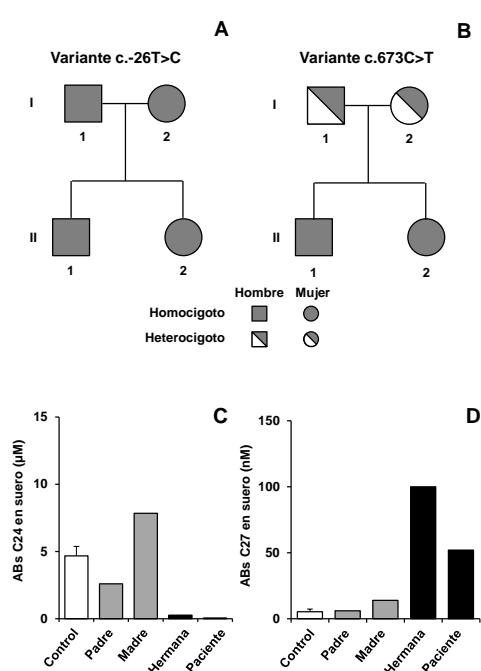 A
Variante c.-26T>C
I
1
2
II
1
2
B
Variante c.673C>T
I
1
2
II
1
2
Hombre Mujer
Homocigoto
Heterocigoto
C
ABs C24 en suero (µM)
15
10
5
0
Control
Padre
Madre
Hermana
Paciente
D
ABs C27 en suero (nM)
150
100
50
0
Control
Padre
Madre
Hermana
Paciente